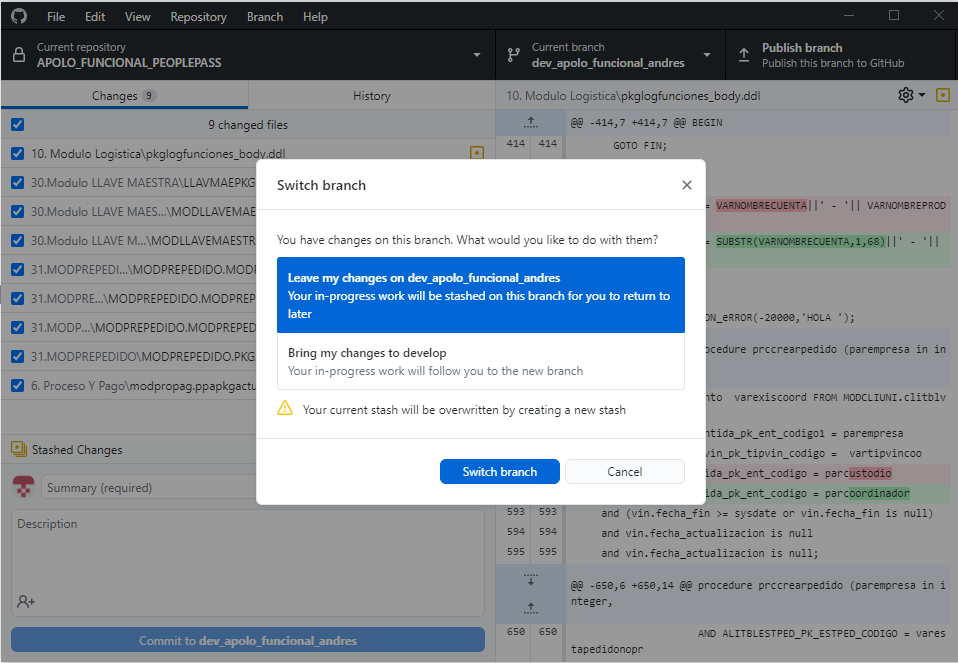 File Edit View Repository Branch Help
Current repository
APOLO_FUNCIONAL_PEOPLEPASS
Current branch
dev_apolo_funcional_andres
Publish branch
Publish this branch to GitHub
Changes 9
History
9 changed files
10. Modulo Logistica\pkglogfunciones_body.ddl
30.Modulo LLAVE MAESTRA\LLAVMAEPKG
30.Modulo LLAVE MAES...\MODLLAVEMAE
30.Modulo LLAVE M...\MODLLAVEMAESTR
31.MODPREPEDI...\MODPREPEDIDO.MODP
31.MODPRE...\MODPREPEDIDO.MODPREP
31.MODP...\MODPREPEDIDO.MODPREPED
31.MODPREPEDIDO\MODPREPEDIDO.PKG
6. Proceso Y Pago\modpropag.ppapkgactu
Stashed Changes
Summary (required)
Description
Commit to dev_apolo_funcional_andres
10. Modulo Logistica\pkglogfunciones_body.ddl
@@ -414,7 +414,7 @@ BEGIN
414 414 GOTO FIN;
= VARNOMBRECUENTA||' - '|| VARNOMBREPROD
= SUBSTR(VARNOMBRECUENTA,1,68)||' - '||
ON_eRROR(-20000,'HOLA ');
ocedure prccrearpedido (parempresa in in
nto varexiscoord FROM MODCLIUNI.clitblv
ntida_pk_ent_codigo1 = parempresa
vin_pk_tipvin_codigo = vartipvincoo
ida_pk_ent_codigo = parcustodio
ida_pk_ent_codigo = parcoordinador
593 593 and (vin.fecha_fin >= sysdate or vin.fecha_fin is null)
594 594 and vin.fecha_actualizacion is null
595 595 and vin.fecha_actualizacion is null;
@@ -650,6 +650,14 @@ procedure prccrearpedido (parempresa in i
nteger,
650 650 AND ALITBLESTPED_PK_ESTPED_CODIGO = vares
tapedidonopr
Switch branch
You have changes on this branch. What would you like to do with them?
Leave my changes on dev_apolo_funcional_andres
Your in-progress work will be stashed on this branch for you to return to
later
Bring my changes to develop
Your in-progress work will follow you to the new branch
Your current stash will be overwritten by creating a new stash
Switch branch
Cancel